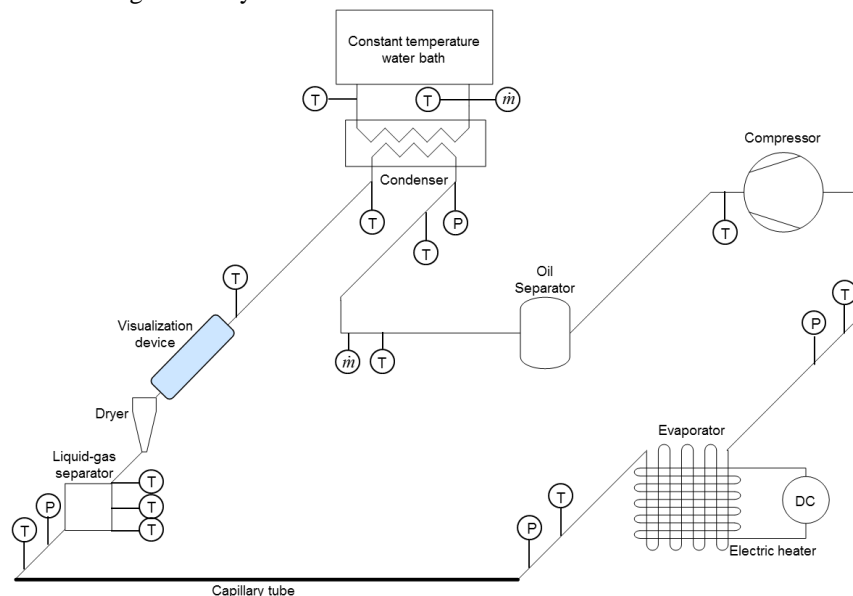 Constant temperature
water bath
T
T
ṁ
Compressor
Condenser
T
P
T
T
T
Oil
Separator
T
P
Visualization
device
ṁ
T
Dryer
Evaporator
Liquid-gas
separator
T
T
T
P
T
DC
P
T
Electric heater
Capillary tube